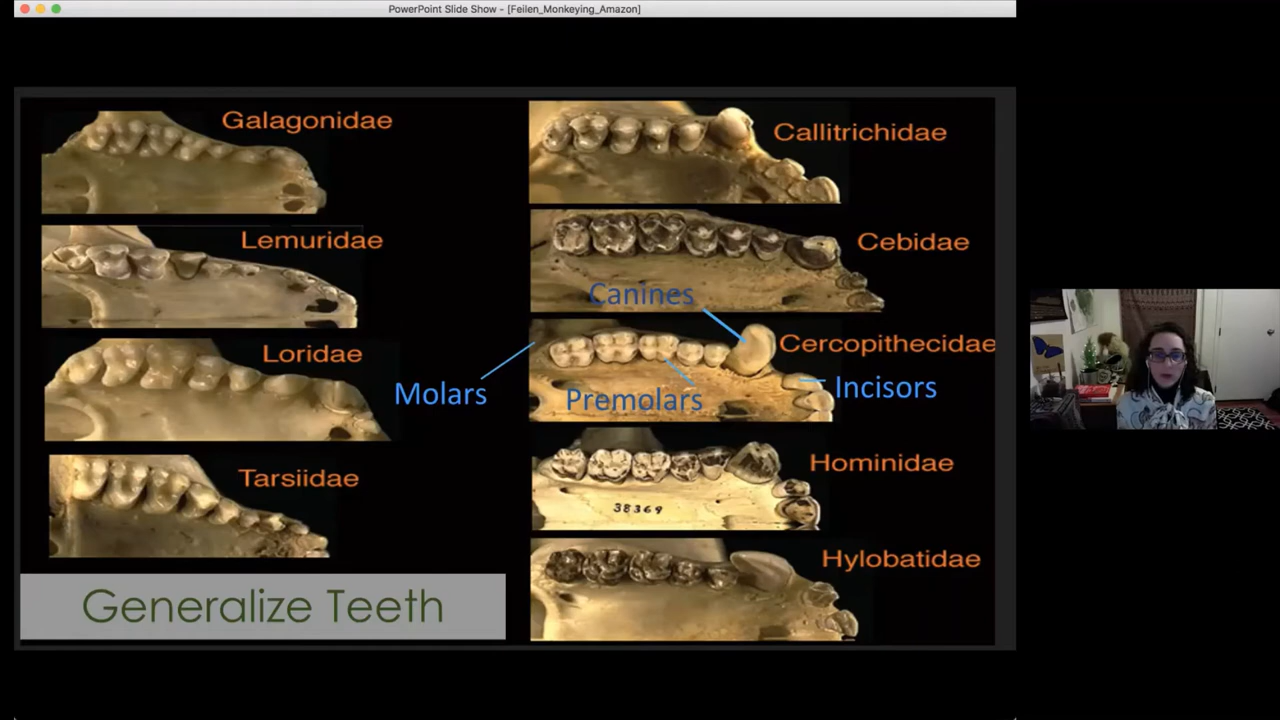 PowerPoint Slide Show - [Feilen_Monkeying_Amazon]
Galagonidae
Lemuridae
Loridae
Tarsiidae
Generalize Teeth
Callitrichidae
Cebidae
Canines
Cercopithecidae
Molars
Premolars
Incisors
Hominidae
38369
Hylobatidae